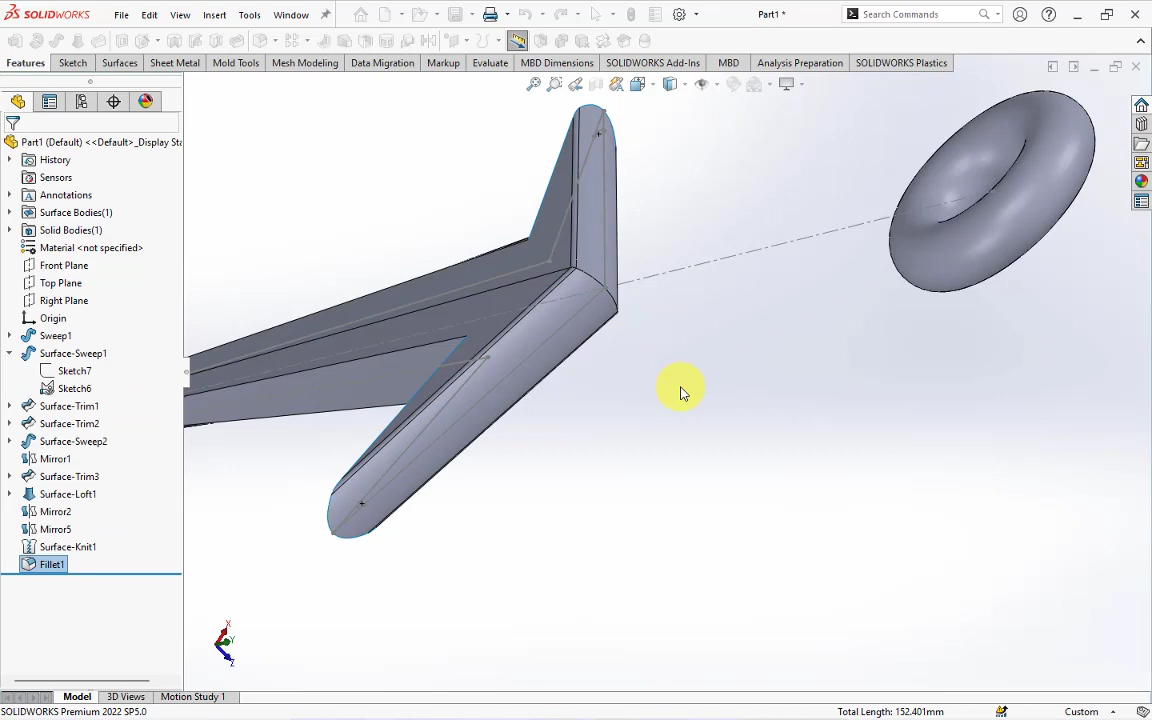 SOLIDWORKS File Edit View Insert Tools Window Part1 * Search Commands
Features Sketch Surfaces Sheet Metal Mold Tools Mesh Modeling Data Migration Markup Evaluate MBD Dimensions SOLIDWORKS Add-Ins MBD Analysis Preparation SOLIDWORKS Plastics
Part1 (Default) <<Default>_Display Sta
History
Sensors
Annotations
Surface Bodies(1)
Solid Bodies(1)
Material <not specified>
Front Plane
Top Plane
Right Plane
Origin
Sweep1
Surface-Sweep1
Sketch7
Sketch6
Surface-Trim1
Surface-Trim2
Surface-Sweep2
Mirror1
Surface-Trim3
Surface-Loft1
Mirror2
Mirror5
Surface-Knit1
Fillet1
X
Y
Z
Model 3D Views Motion Study 1
SOLIDWORKS Premium 2022 SP5.0 Total Length: 152.401mm Custom